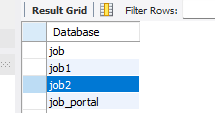 Result Grid Filter Rows:
Database
job
job1
job2
job_portal